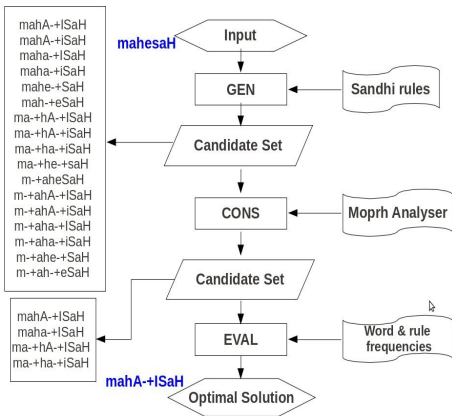 mahA-+ISaH
mahA-+iSaH
maha-+ISaH
maha-+iSaH
mahe-+SaH
mah-+eSaH
ma-+hA-+ISaH
ma-+hA-+iSaH
ma-+ha-+iSaH
ma-+he-+saH
m-+aheSaH
m-+ahA-+ISaH
m-+ahA-+iSaH
m-+aha-+ISaH
m-+aha-+iSaH
m-+ahe-+SaH
m-+ah-+eSaH
mahesaH
Input
GEN
Sandhi rules
Candidate Set
CONS
Moprh Analyser
Candidate Set
mahA-+ISaH
maha-+ISaH
ma-+hA-+ISaH
ma-+ha-+iSaH
EVAL
Word & rule
frequencies
mahA-+ISaH
Optimal Solution